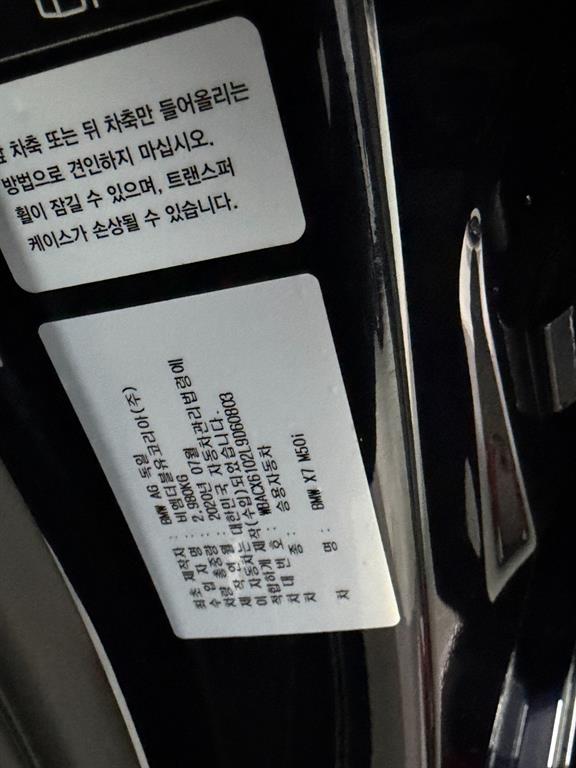 차축 또는 뒤 차축만 들어올리는
방법으로 견인하지 마십시오.
휠이 잠길 수 있으며, 트랜스퍼
케이스가 손상될 수 있습니다.
최초 제작자 : BMW AG 독일
수 입 자 명 : 비엠더블유코리아(주)
차량 총중량 : 2,980KG
제 작 연 월 : 2020년 07월
이 자동차는 대한민국 자동차관리법령에
적합하게 제작(수입)되었습니다.
차 대 번 호 : WBACX6102L9060803
차 종 : 승용자동차
차 명 : BMW X7 M50i